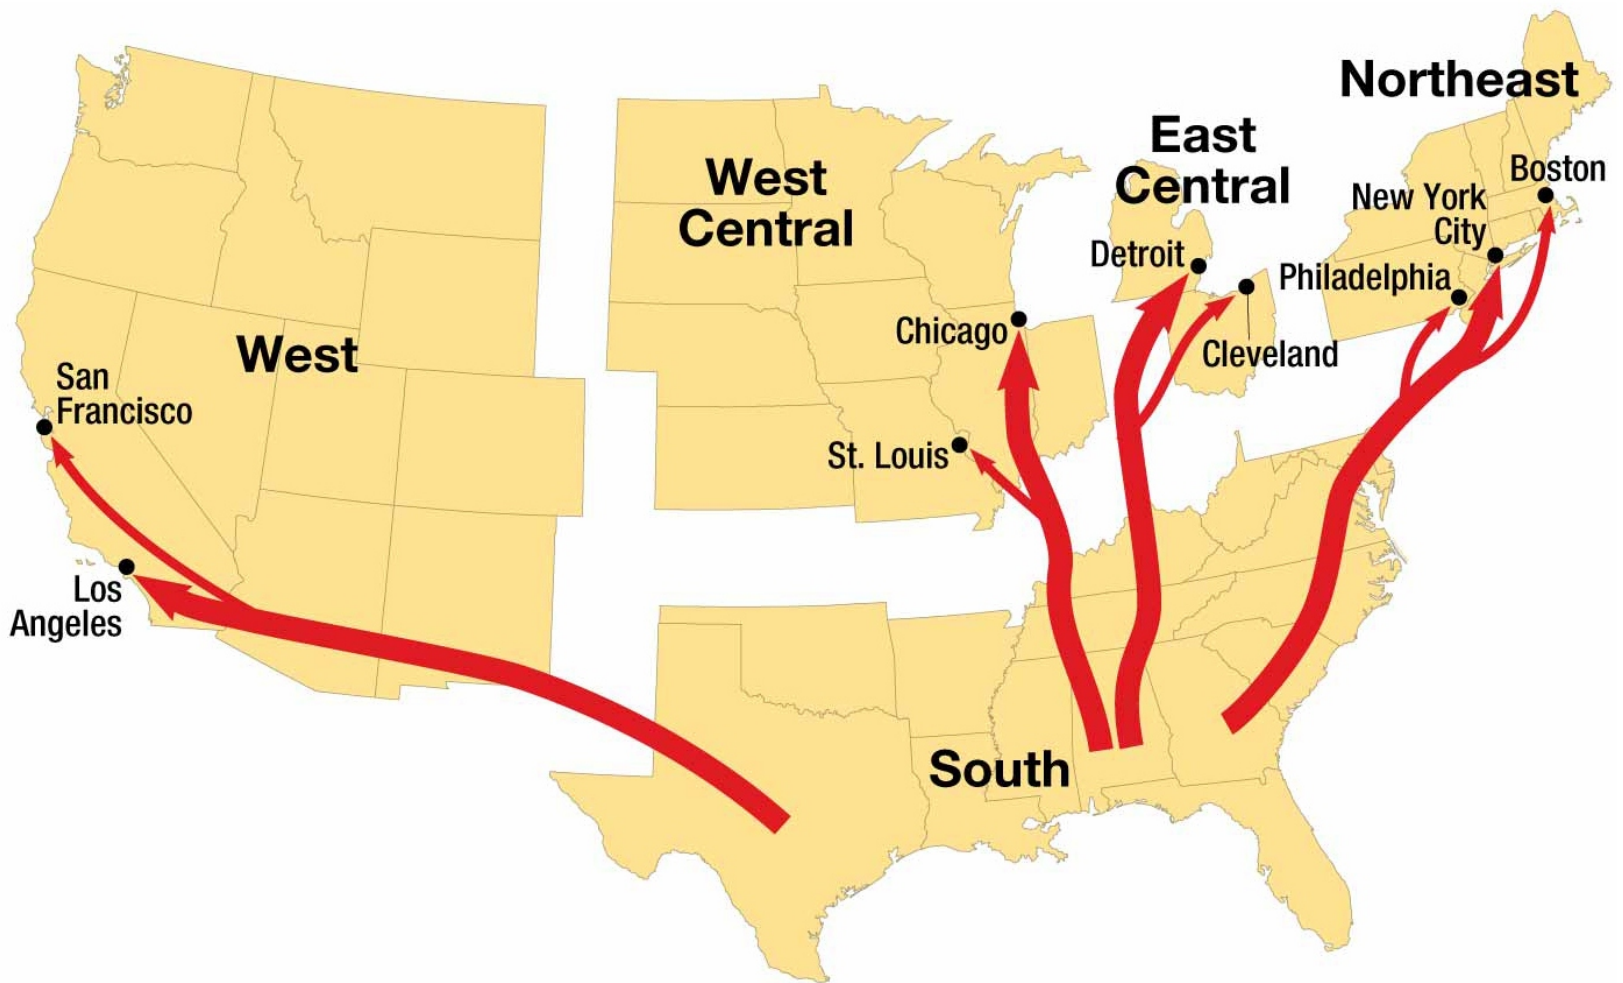 Northeast
East
Central
Boston
West
Central
New York
City
Detroit
Philadelphia
Chicago
Cleveland
West
San
Francisco
St. Louis
Los
Angeles
South